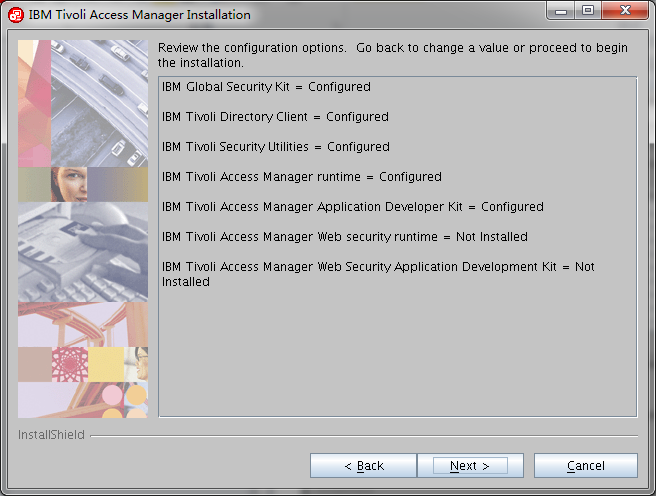 IBM Tivoli Access Manager Installation
Review the configuration options.  Go back to change a value or proceed to begin
the installation.
IBM Global Security Kit = Configured
IBM Tivoli Directory Client = Configured
IBM Tivoli Security Utilities = Configured
IBM Tivoli Access Manager runtime = Configured
IBM Tivoli Access Manager Application Developer Kit = Configured
IBM Tivoli Access Manager Web security runtime = Not Installed
IBM Tivoli Access Manager Web Security Application Development Kit = Not
Installed
InstallShield
< Back
Next >
Cancel